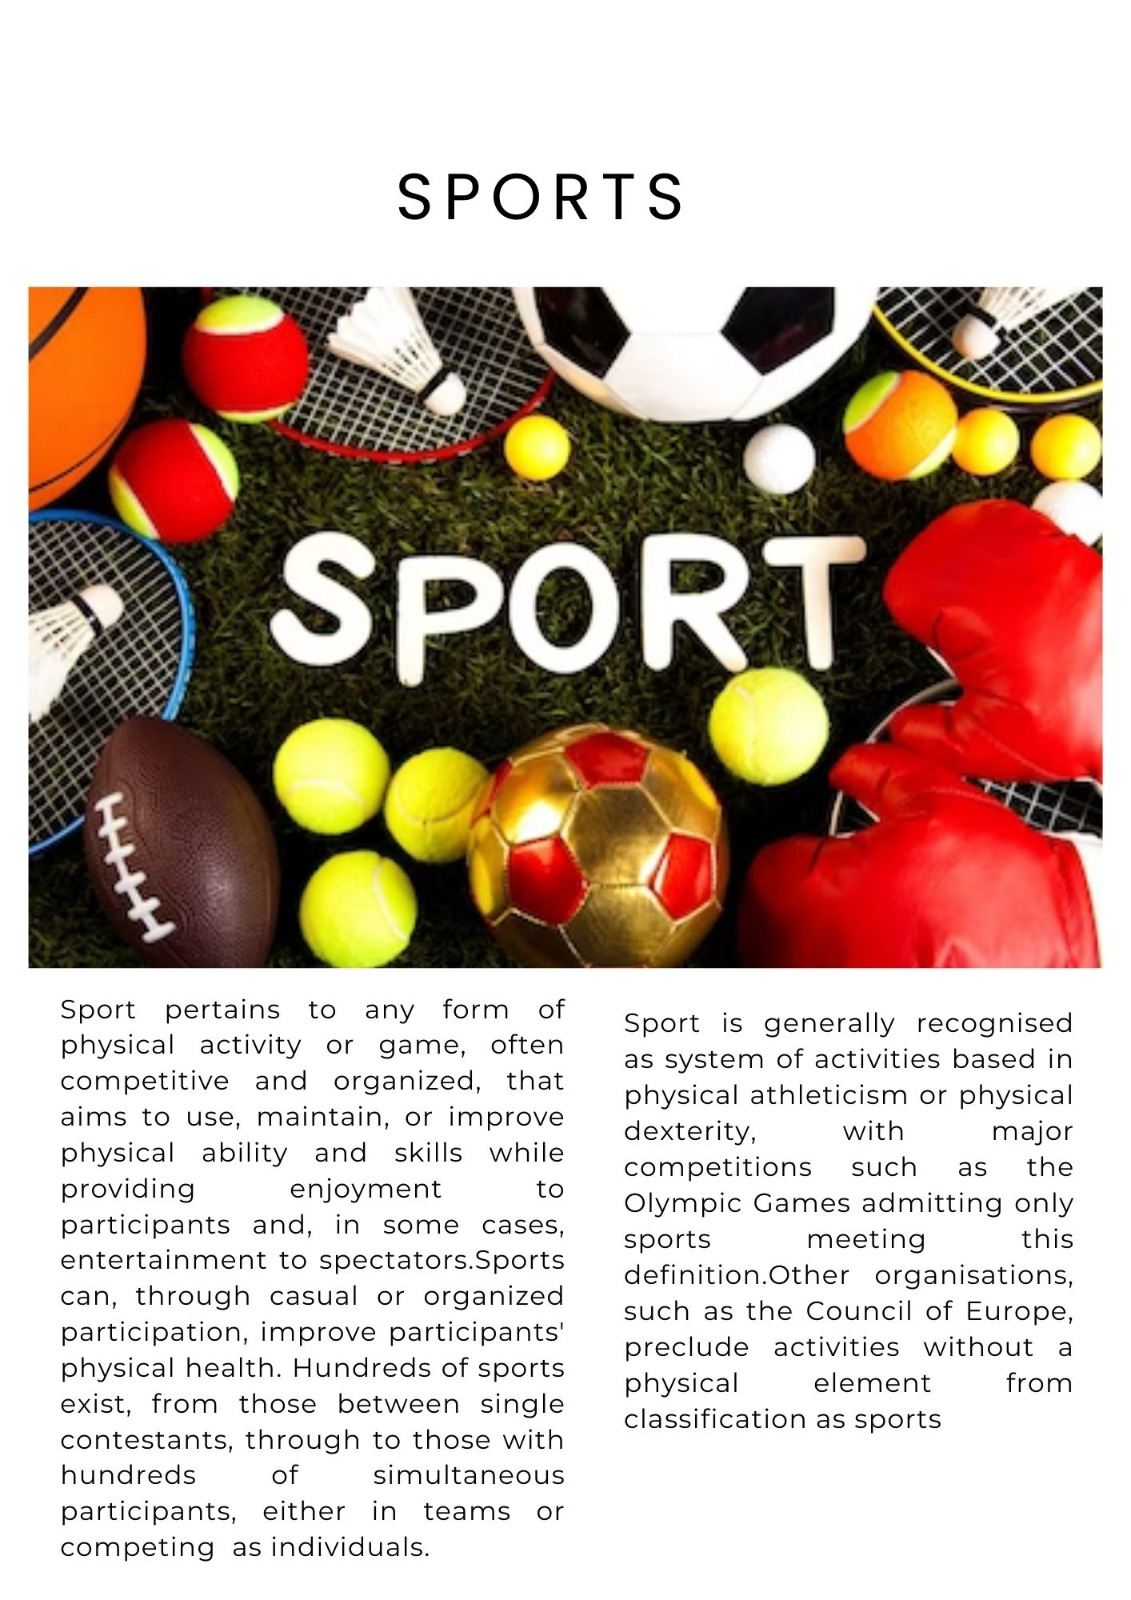 SPORTS
SPORT
Sport pertains to any form of
physical activity or game, often
competitive and organized, that
aims to use, maintain, or improve
physical ability and skills while
providing enjoyment to
participants and, in some cases,
entertainment to spectators.Sports
can, through casual or organized
participation, improve participants'
physical health. Hundreds of sports
exist, from those between single
contestants, through to those with
hundreds of simultaneous
participants, either in teams or
competing  as individuals.
Sport is generally recognised
as system of activities based in
physical athleticism or physical
dexterity, with major
competitions such as the
Olympic Games admitting only
sports meeting this
definition.Other organisations,
such as the Council of Europe,
preclude activities without a
physical element from
classification as sports